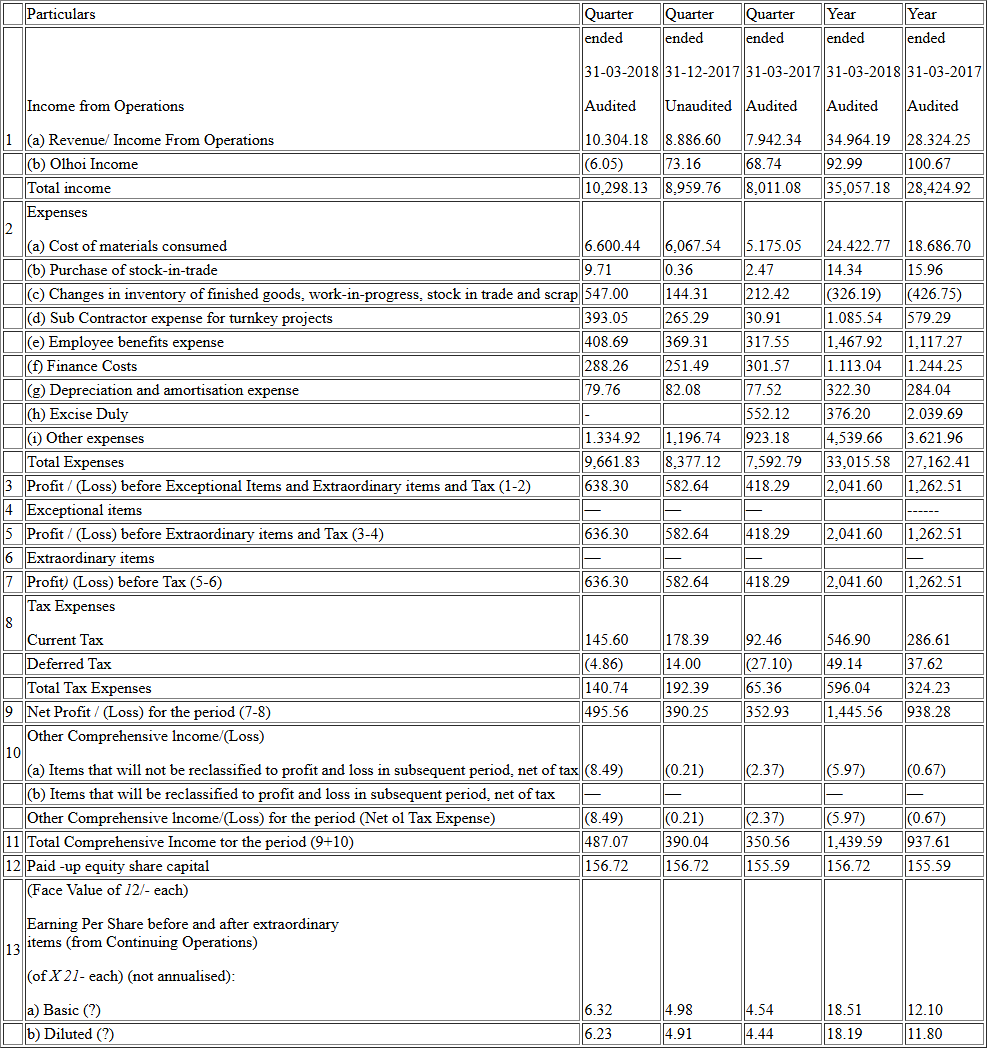 Particulars Quarter Quarter Quarter Year Year
ended ended ended ended ended
31-03-2018 31-12-2017 31-03-2017 31-03-2018 31-03-2017
Income from Operations Audited Unaudited Audited Audited Audited
1 (a) Revenue/ Income From Operations 10.304.18 8.886.60 7.942.34 34.964.19 28.324.25
(b) Olhoi Income (6.05) 73.16 68.74 92.99 100.67
Total income 10,298.13 8,959.76 8,011.08 35,057.18 28,424.92
Expenses
2
(a) Cost of materials consumed 6.600.44 6,067.54 5.175.05 24.422.77 18.686.70
(b) Purchase of stock-in-trade 9.71 0.36 2.47 14.34 15.96
(c) Changes in inventory of finished goods, work-in-progress, stock in trade and scrap 547.00 144.31 212.42 (326.19) (426.75)
(d) Sub Contractor expense for turnkey projects 393.05 265.29 30.91 1.085.54 579.29
(e) Employee benefits expense 408.69 369.31 317.55 1,467.92 1,117.27
(f) Finance Costs 288.26 251.49 301.57 1.113.04 1.244.25
(g) Depreciation and amortisation expense 79.76 82.08 77.52 322.30 284.04
(h) Excise Duly - 552.12 376.20 2.039.69
(i) Other expenses 1.334.92 1,196.74 923.18 4,539.66 3.621.96
Total Expenses 9,661.83 8,377.12 7,592.79 33,015.58 27,162.41
3 Profit / (Loss) before Exceptional Items and Extraordinary items and Tax (1-2) 638.30 582.64 418.29 2,041.60 1,262.51
4 Exceptional items — — — ------
5 Profit / (Loss) before Extraordinary items and Tax (3-4) 636.30 582.64 418.29 2,041.60 1,262.51
6 Extraordinary items — — — — —
7 Profit) (Loss) before Tax (5-6) 636.30 582.64 418.29 2,041.60 1,262.51
Tax Expenses
8
Current Tax 145.60 178.39 92.46 546.90 286.61
Deferred Tax (4.86) 14.00 (27.10) 49.14 37.62
Total Tax Expenses 140.74 192.39 65.36 596.04 324.23
9 Net Profit / (Loss) for the period (7-8) 495.56 390.25 352.93 1,445.56 938.28
Other Comprehensive lncome/(Loss)
10
(a) Items that will not be reclassified to profit and loss in subsequent period, net of tax (8.49) (0.21) (2.37) (5.97) (0.67)
(b) Items that will be reclassified to profit and loss in subsequent period, net of tax — — — —
Other Comprehensive lncome/(Loss) for the period (Net ol Tax Expense) (8.49) (0.21) (2.37) (5.97) (0.67)
11 Total Comprehensive Income tor the period (9+10) 487.07 390.04 350.56 1,439.59 937.61
12 Paid -up equity share capital 156.72 156.72 155.59 156.72 155.59
(Face Value of 12/- each)
Earning Per Share before and after extraordinary
13 items (from Continuing Operations)
(of X 21- each) (not annualised):
a) Basic (?) 6.32 4.98 4.54 18.51 12.10
b) Diluted (?) 6.23 4.91 4.44 18.19 11.80